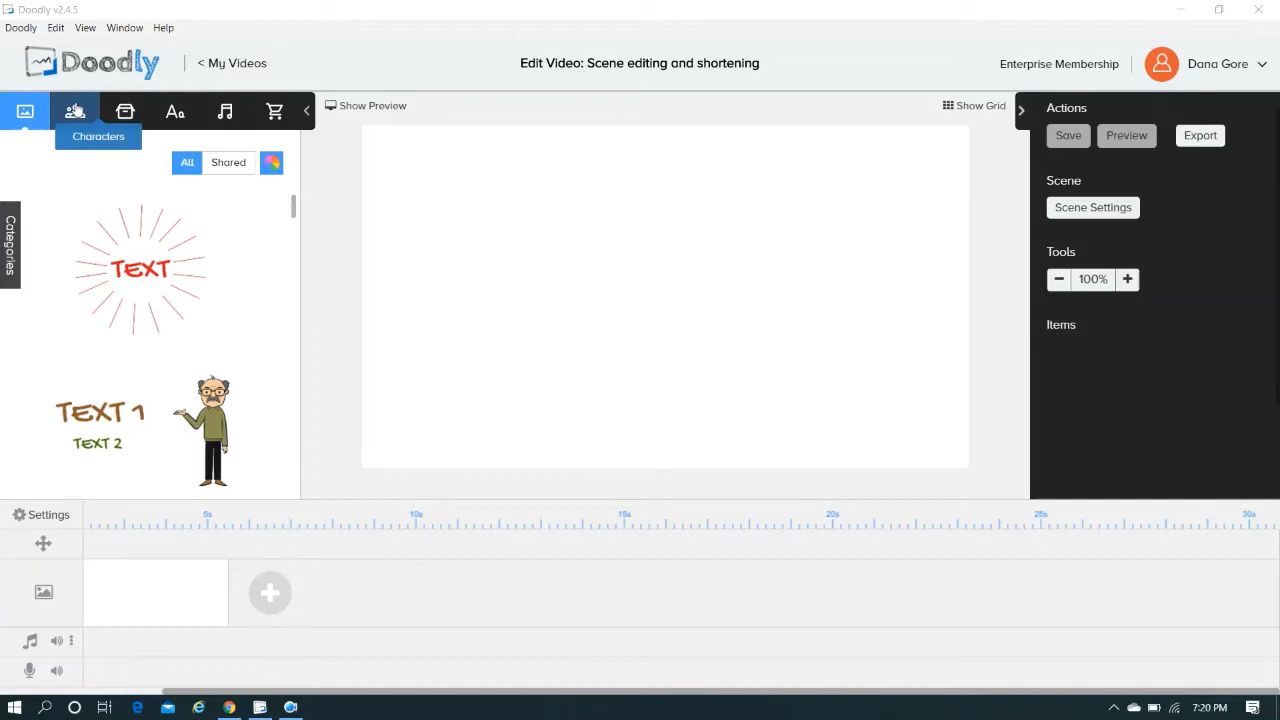 Doodly v2.4.5
Doodly Edit View Window Help
Doodly
< My Videos
Edit Video: Scene editing and shortening
Enterprise Membership
Dana Gore
Aa
Characters
Show Preview
Show Grid
Actions
Save Preview Export
All Shared
Scene
Scene Settings
Categories
Tools
100%
TEXT
Items
TEXT 1
TEXT 2
Settings
5s 10s 15s 20s 25s 30s
7:20 PM